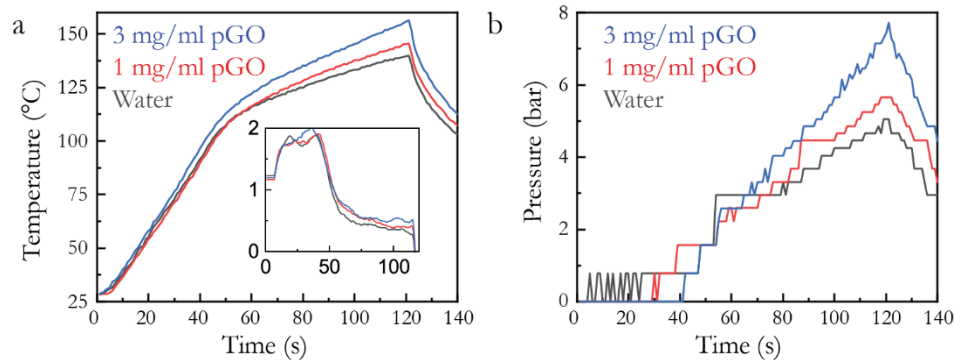 a
3 mg/ml pGO
1 mg/ml pGO
Water
Temperature (°C)
150
125
100
75
50
25
0 20 40 60 80 100 120 140
Time (s)
2
1
0
0 50 100
b
3 mg/ml pGO
1 mg/ml pGO
Water
Pressure (bar)
8
6
4
2
0
0 20 40 60 80 100 120 140
Time (s)